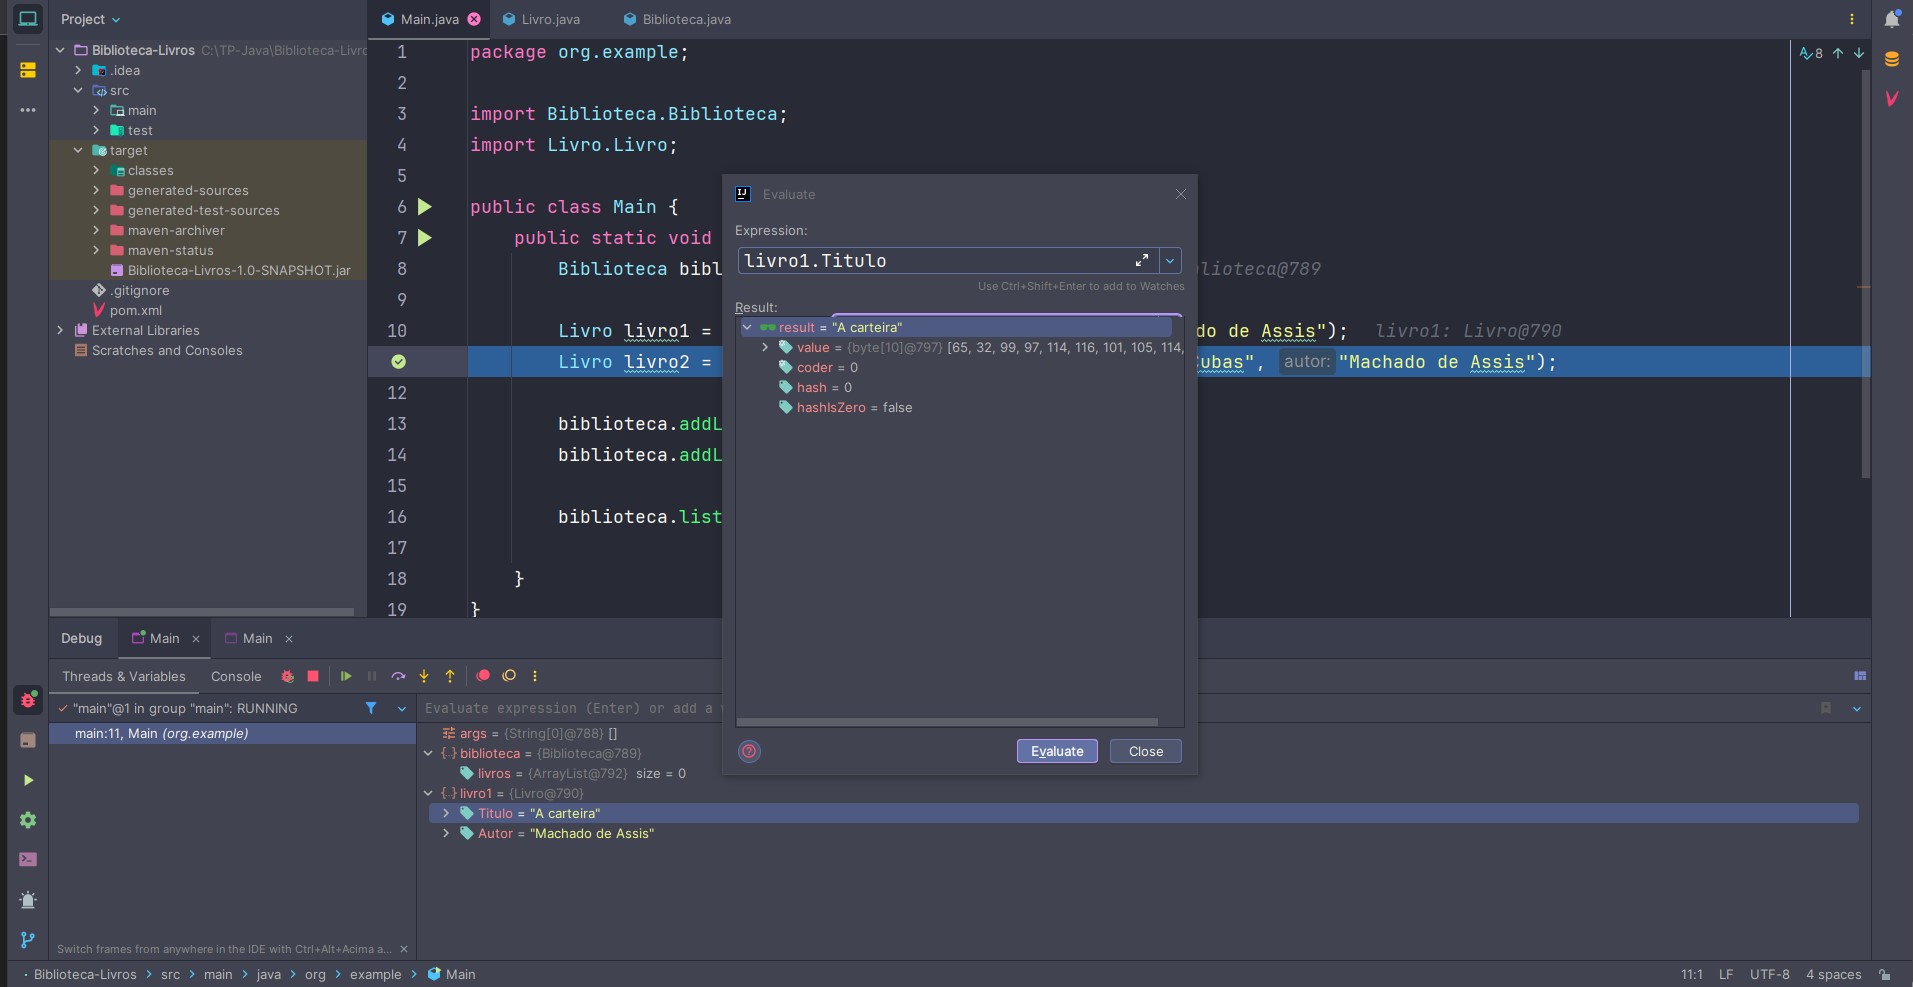 Project
Main.java
Livro.java
Biblioteca.java
Biblioteca-Livros C:\TP-Java\Biblioteca-Livro
.idea
src
main
test
target
classes
generated-sources
generated-test-sources
maven-archiver
maven-status
Biblioteca-Livros-1.0-SNAPSHOT.jar
.gitignore
pom.xml
External Libraries
Scratches and Consoles
8
1 package org.example;
2
3 import Biblioteca.Biblioteca;
4 import Livro.Livro;
5
6 public class Main {
7 public static void
8 Biblioteca bibl lioteca@789
9
10 Livro livro1 = do de Assis"); livro1: Livro@790
Livro livro2 = Cubas", autor: "Machado de Assis");
12
13 biblioteca.addL
14 biblioteca.addL
15
16 biblioteca.list
17
18 }
19 }
IJ Evaluate
Expression:
livro1.Titulo
Use Ctrl+Shift+Enter to add to Watches
Result:
result = "A carteira"
value = {byte[10]@797} [65, 32, 99, 97, 114, 116, 101, 105, 114,
coder = 0
hash = 0
hashIsZero = false
? Evaluate Close
Debug Main Main
Threads & Variables Console
"main"@1 in group "main": RUNNING
main:11, Main (org.example)
Switch frames from anywhere in the IDE with Ctrl+Alt+Acima a...
Evaluate expression (Enter) or add a
args = {String[0]@788} []
biblioteca = {Biblioteca@789}
livros = {ArrayList@792} size = 0
livro1 = {Livro@790}
Titulo = "A carteira"
Autor = "Machado de Assis"
Biblioteca-Livros > src > main > java > org > example > Main
11:1 LF UTF-8 4 spaces